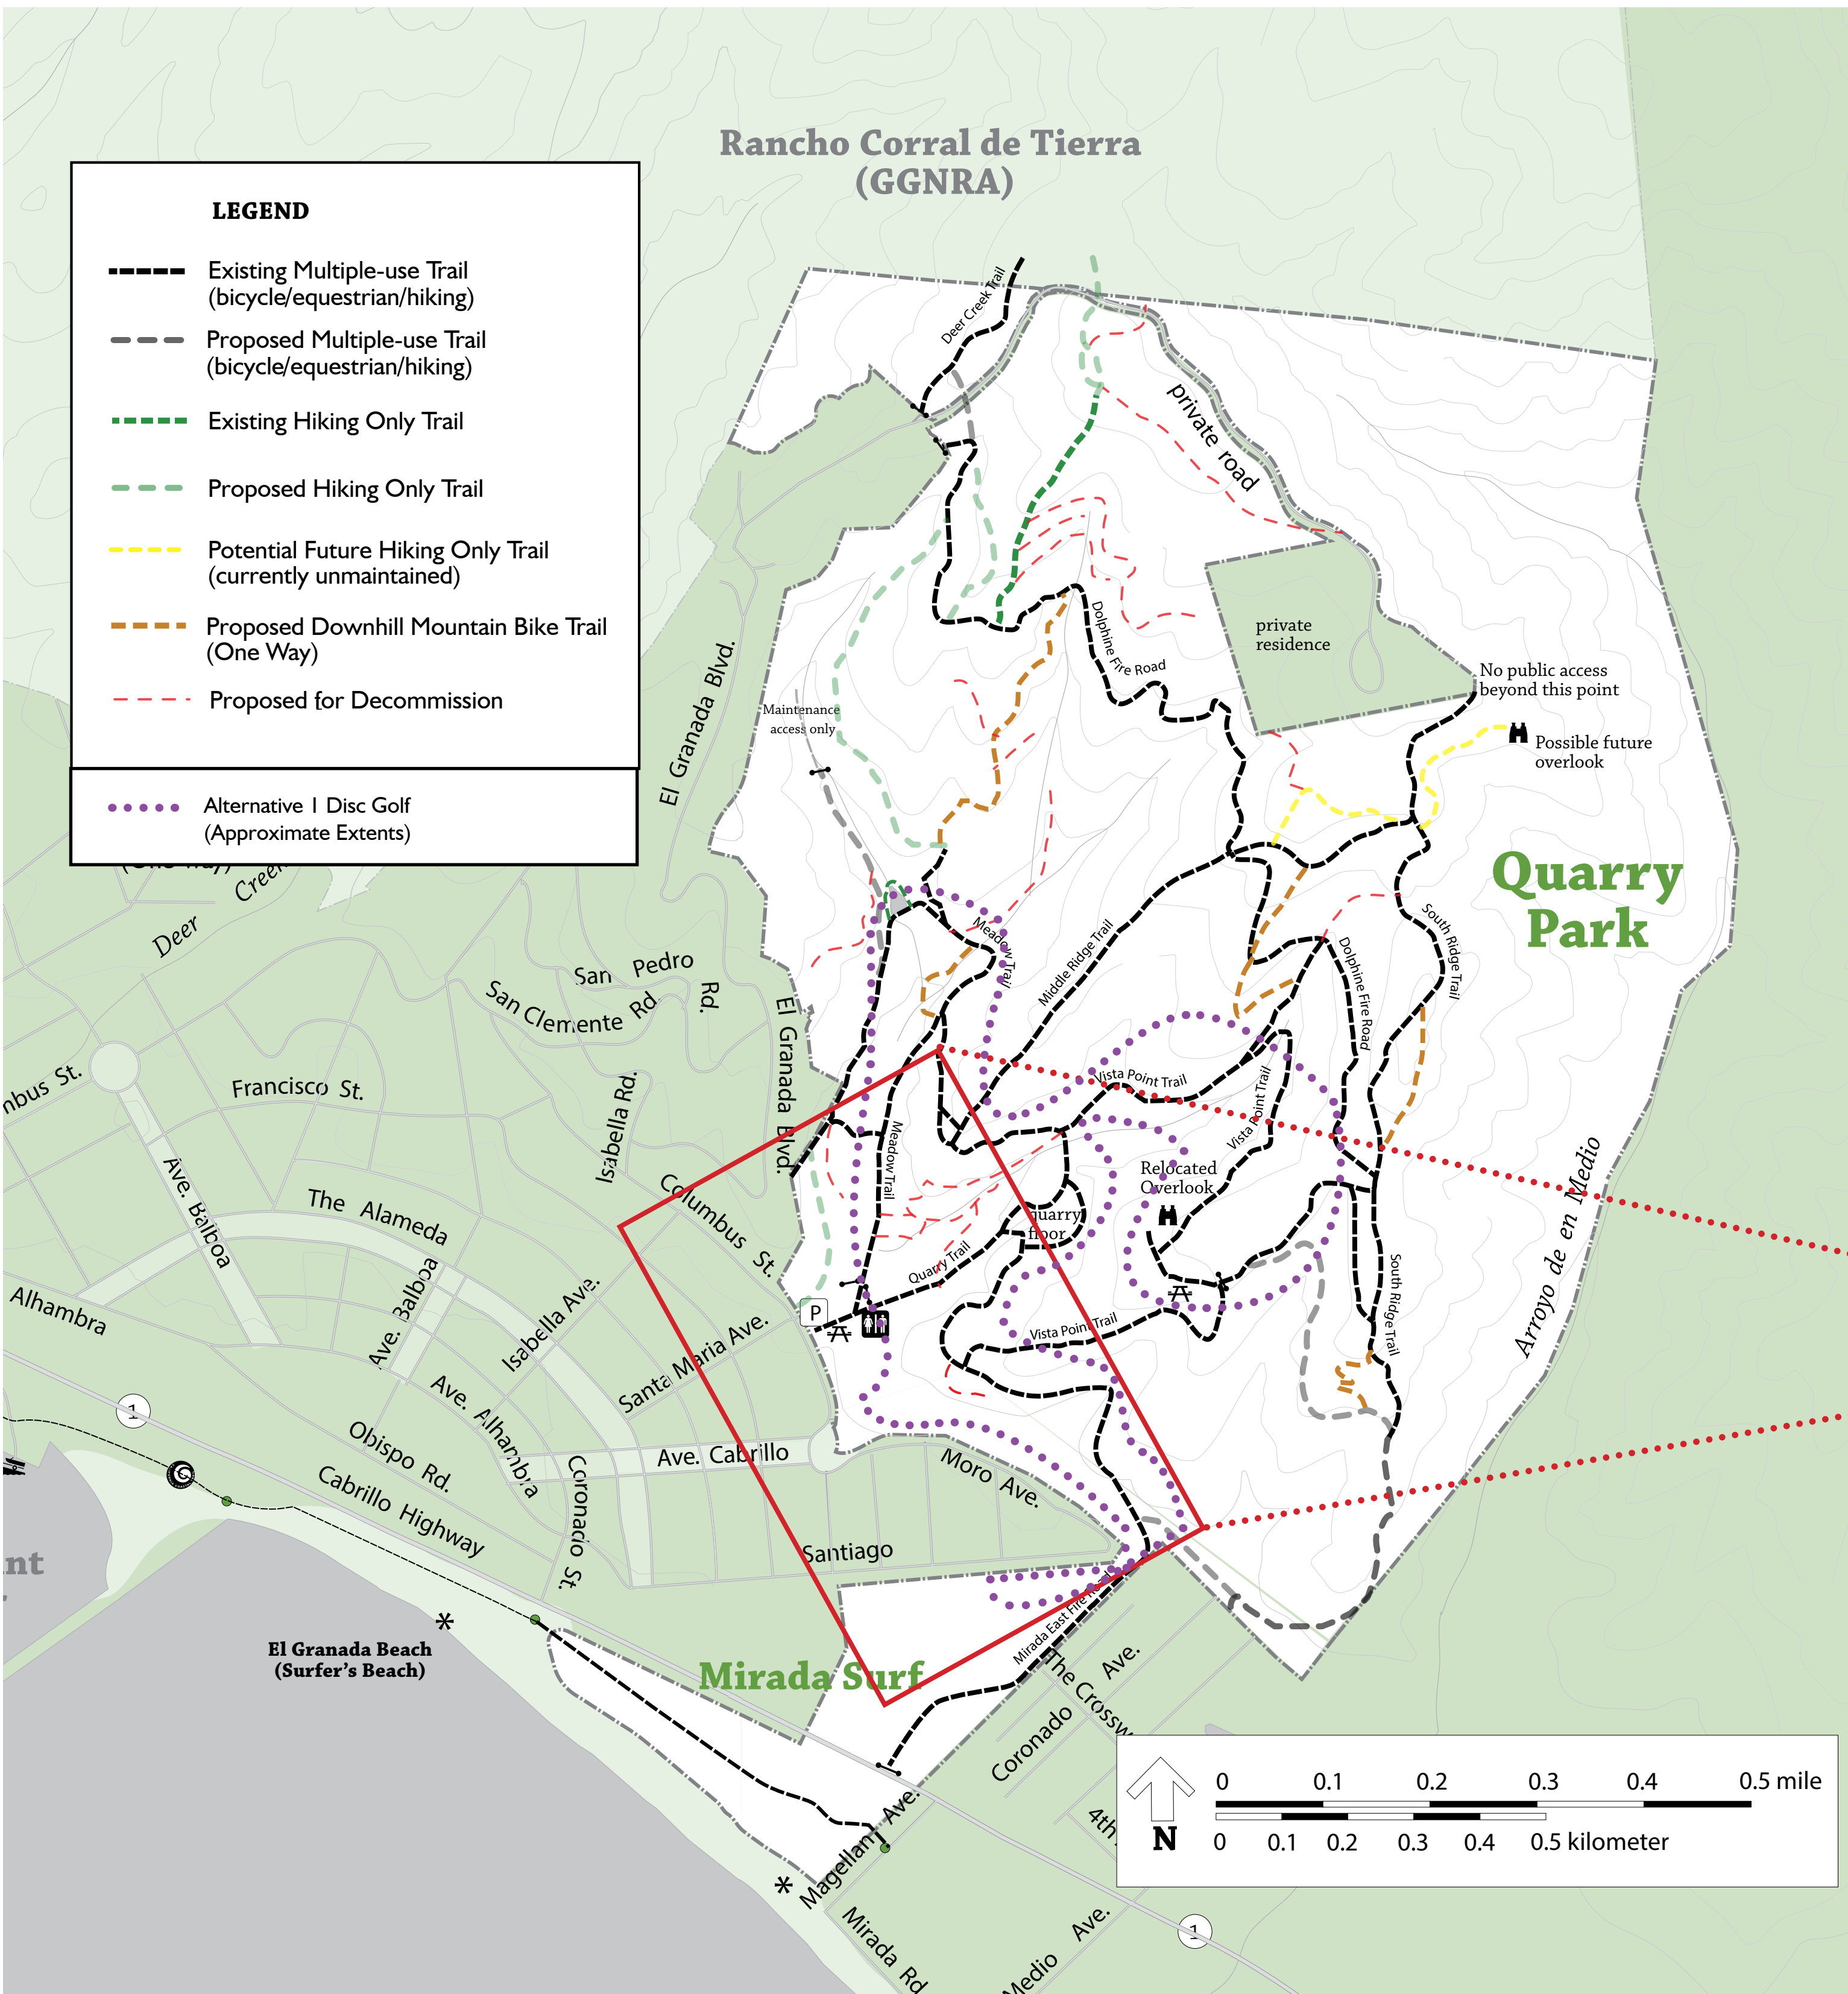 Rancho Corral de Tierra
(GGNRA)
LEGEND
Existing Multiple-use Trail
(bicycle/equestrian/hiking)
Proposed Multiple-use Trail
(bicycle/equestrian/hiking)
Existing Hiking Only Trail
Proposed Hiking Only Trail
Potential Future Hiking Only Trail
(currently unmaintained)
Proposed Downhill Mountain Bike Trail
(One Way)
Proposed for Decommission
Alternative 1 Disc Golf
(Approximate Extents)
Deer Creek Trail
private road
private
residence
Dolphine Fire Road
No public access
beyond this point
Possible future
overlook
El Granada Blvd.
Maintenance
access only
Quarry
Park
Deer Creek
Meadow Trail
Middle Ridge Trail
Dolphine Fire Road
South Ridge Trail
San Pedro Rd.
San Clemente Rd.
El Granada Blvd.
Francisco St.
Isabella Rd.
Vista Point Trail
Vista Point Trail
Meadow Trail
Relocated
Overlook
Arroyo de en Medio
Ave. Balboa
The Alameda
Columbus St.
quarry
floor
Quarry Trail
South Ridge Trail
Alhambra
Ave. Balboa
Isabella Ave.
P
Vista Point Trail
Santa Maria Ave.
1
Ave. Alhambra
Obispo Rd.
Ave. Cabrillo
Moro Ave.
Cabrillo Highway
Coronacio St.
Santiago
Mirada East Fire Road
El Granada Beach
(Surfer's Beach)
Mirada Surf
The Crossw
Coronado Ave.
4th
Magellan Ave.
Mirada Rd
Medio Ave.
1
N
0 0.1 0.2 0.3 0.4 0.5 mile
0 0.1 0.2 0.3 0.4 0.5 kilometer